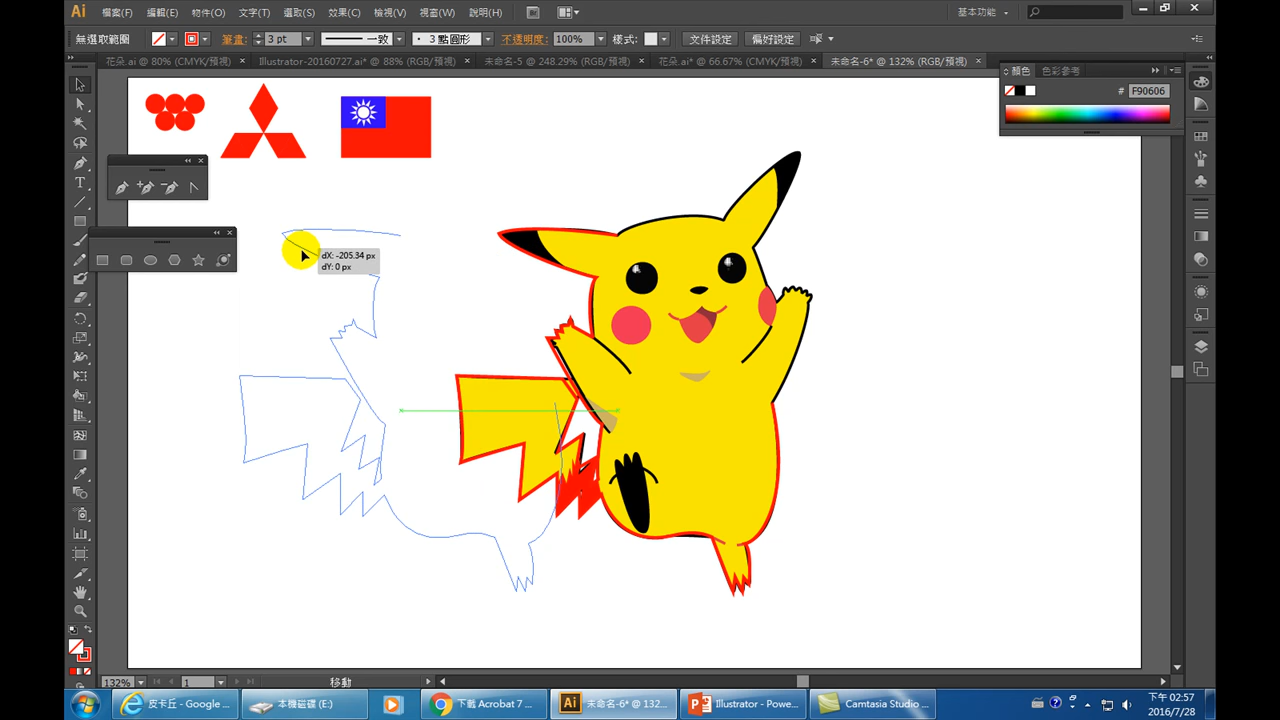 Ai 檔案(F) 編輯(E) 物件(O) 文字(T) 選取(S) 效果(C) 檢視(V) 視窗(W) 說明(H) Br 基本功能
無選取範圍 筆畫: 3 pt 一致 3 點圓形 不透明度: 100% 樣式: 文件設定 偏好設定
花朵.ai @ 80% (CMYK/預視) Illustrator-20160727.ai* @ 88% (RGB/預視) 未命名-5 @ 248.29% (RGB/預視) 花朵.ai* @ 66.67% (CMYK/預視) 未命名-6* @ 132% (RGB/預視)
顏色 色彩參考
# F90606
dX: -205.34 px
dY: 0 px
132% 1 移動
皮卡丘 - Google ... 本機磁碟 (E:) 下載 Acrobat 7 ... 未命名-6* @ 132... Illustrator - Powe... Camtasia Studio ...
下午 02:57
2016/7/28